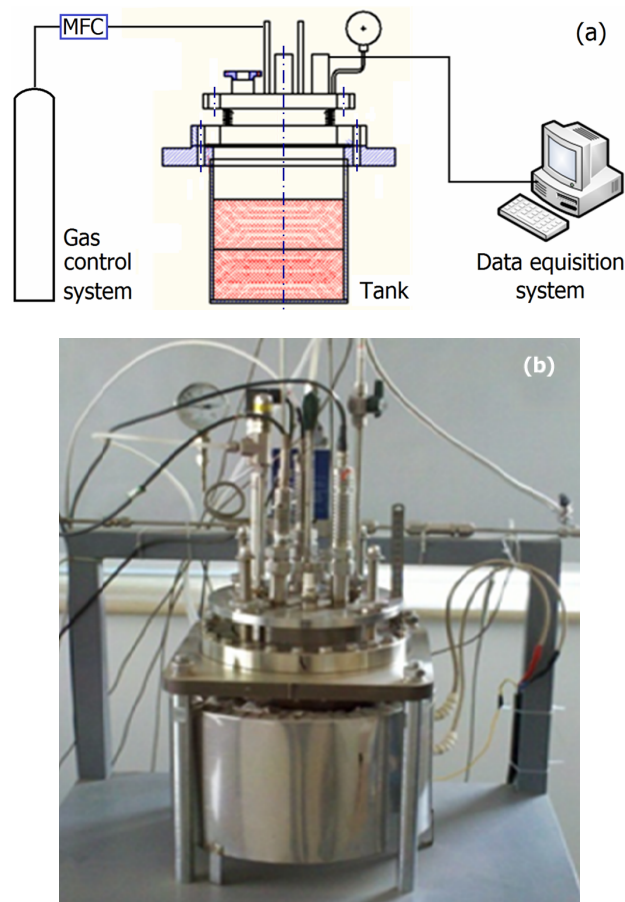 MFC
(a)
Gas
control
system
Tank
Data equisition
system
(b)